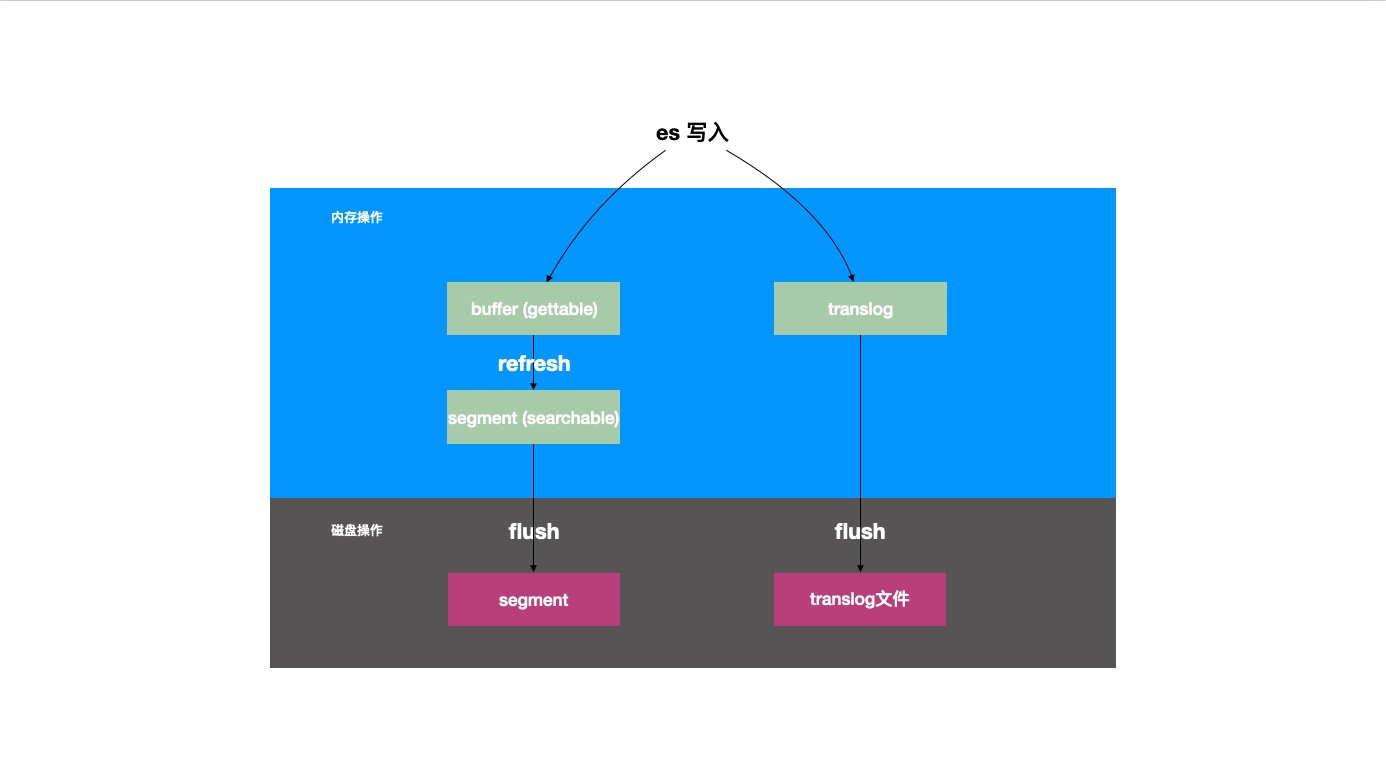 es 写入
内存操作
buffer (gettable)
translog
refresh
segment (searchable)
磁盘操作
flush
flush
segment
translog文件